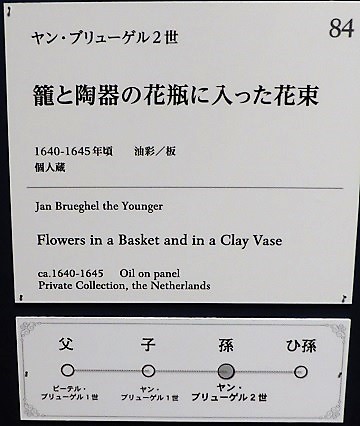 84
ヤン・ブリューゲル2世
籠と陶器の花瓶に入った花束
1640-1645年頃 油彩／板
個人蔵
Jan Brueghel the Younger
Flowers in a Basket and in a Clay Vase
ca.1640-1645 Oil on panel
Private Collection, the Netherlands
父 子 孫 ひ孫
ピーテル・
ブリューゲル1世
ヤン・
ブリューゲル1世
ヤン・
ブリューゲル2世